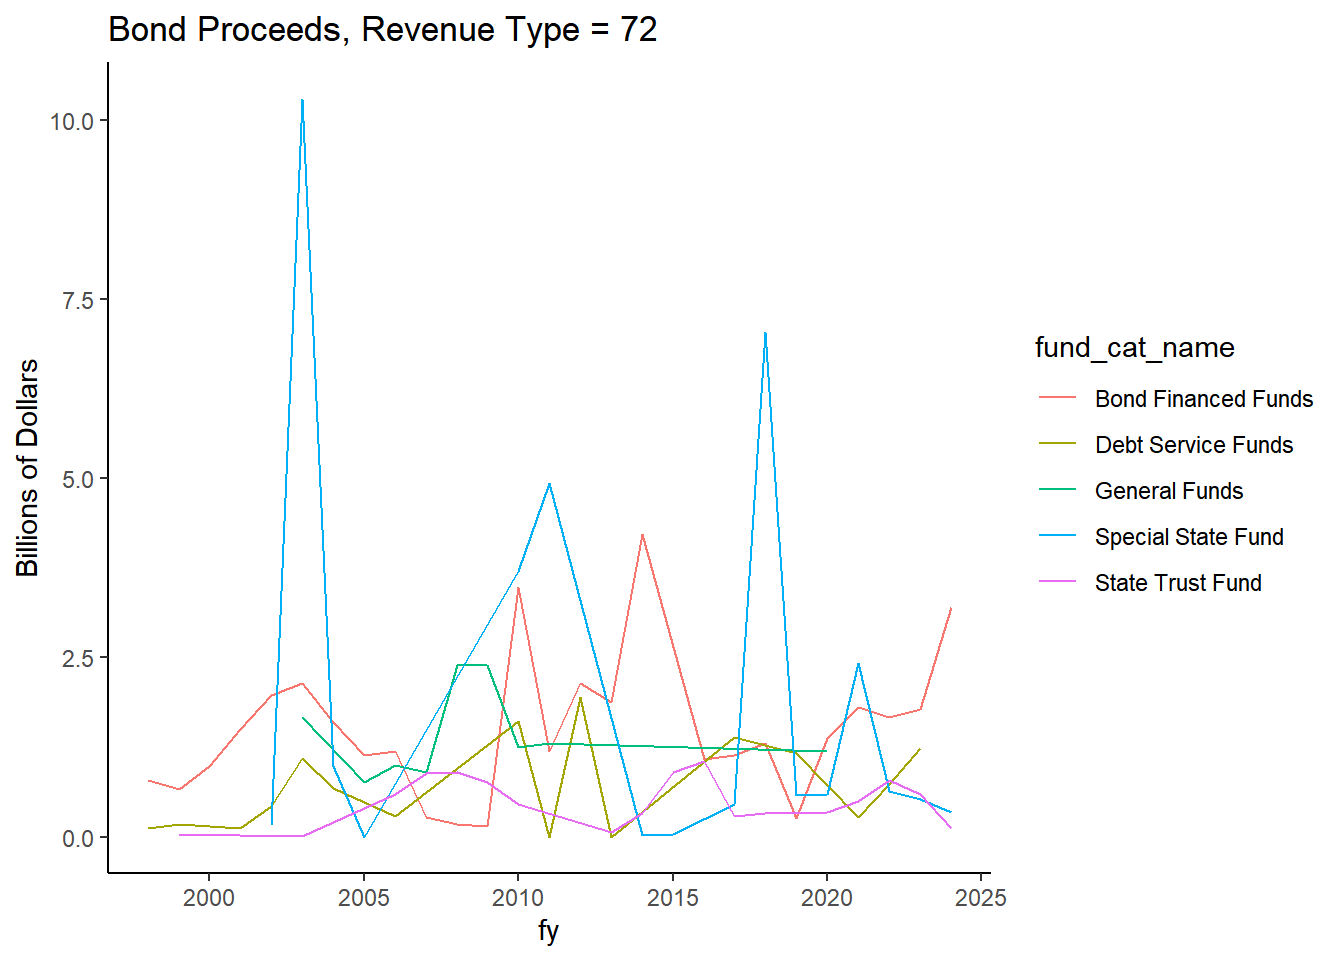 Bond Proceeds, Revenue Type = 72
Billions of Dollars
10.0
7.5
5.0
2.5
0.0
2000 2005 2010 2015 2020 2025
fy
fund_cat_name
Bond Financed Funds
Debt Service Funds
General Funds
Special State Fund
State Trust Fund